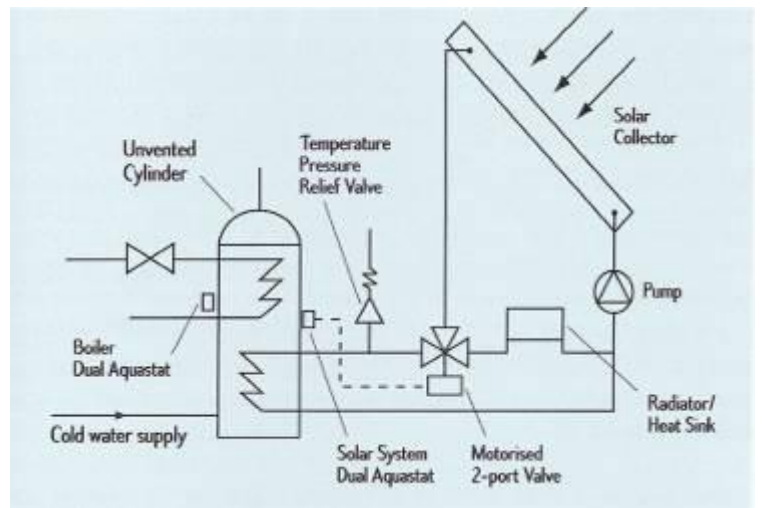 Solar
Collector
Temperature
Pressure
Relief Valve
Unvented
Cylinder
Pump
Boiler
Dual Aquastat
Radiator/
Heat Sink
Cold water supply
Solar System
Dual Aquastat
Motorised
2-port Valve